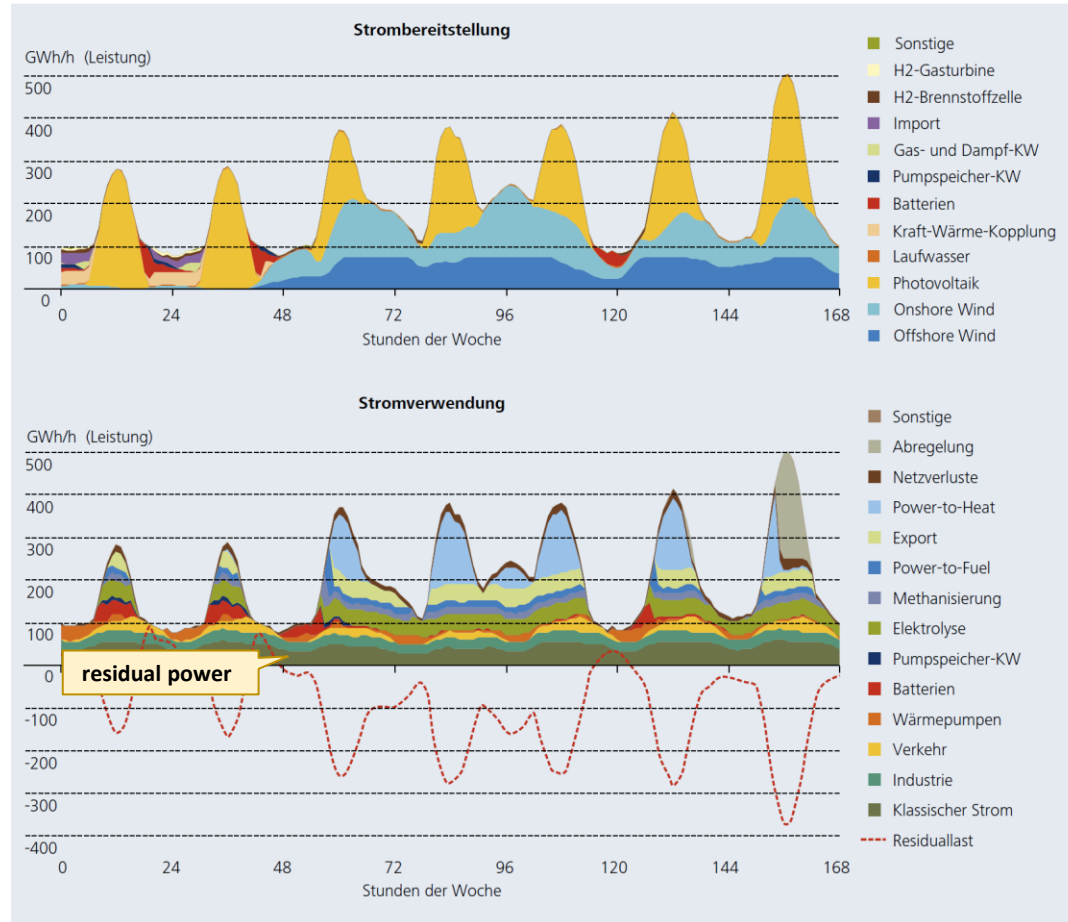 Strombereitstellung
GWh/h (Leistung)
500
400
300
200
100
0
0 24 48 72 96 120 144 168
Stunden der Woche
Sonstige
H2-Gasturbine
H2-Brennstoffzelle
Import
Gas- und Dampf-KW
Pumpspeicher-KW
Batterien
Kraft-Wärme-Kopplung
Laufwasser
Photovoltaik
Onshore Wind
Offshore Wind
Stromverwendung
GWh/h (Leistung)
500
400
300
200
100
0
-100
-200
-300
-400
residual power
0 24 48 72 96 120 144 168
Stunden der Woche
Sonstige
Abregelung
Netzverluste
Power-to-Heat
Export
Power-to-Fuel
Methanisierung
Elektrolyse
Pumpspeicher-KW
Batterien
Wärmepumpen
Verkehr
Industrie
Klassischer Strom
Residuallast